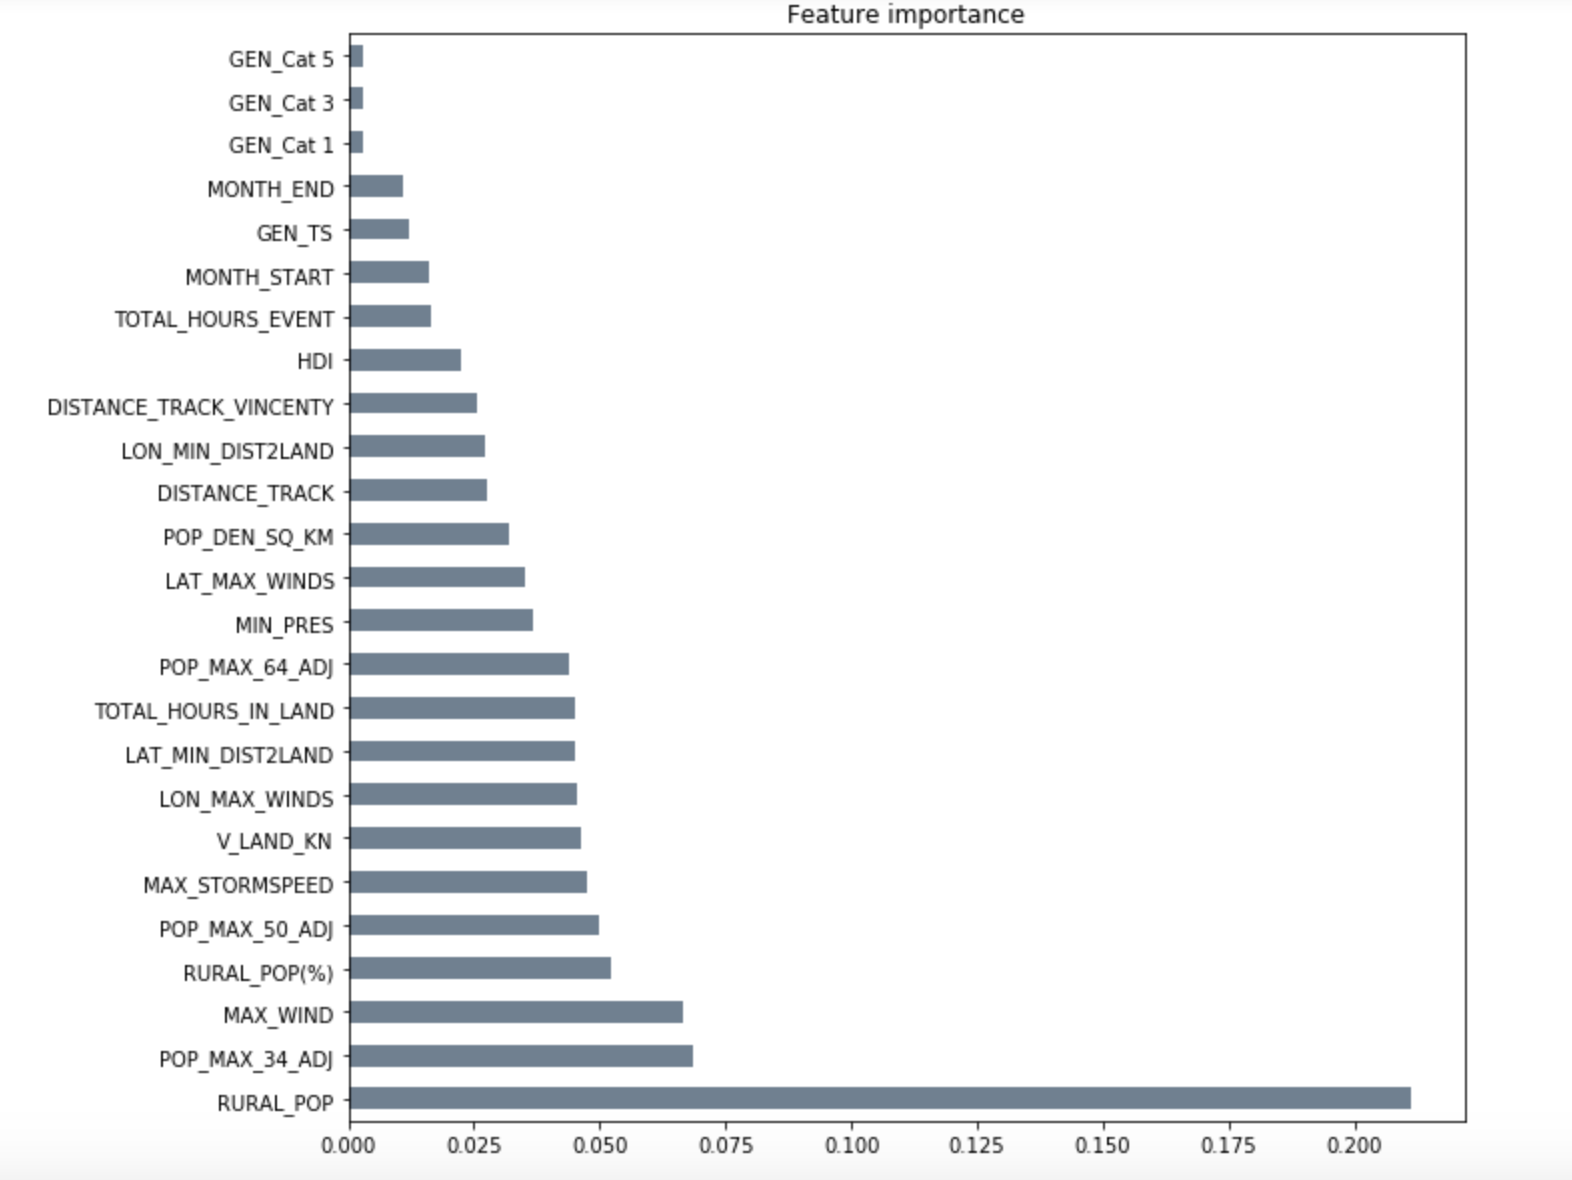 Feature importance
GEN_Cat 5
GEN_Cat 3
GEN_Cat 1
MONTH_END
GEN_TS
MONTH_START
TOTAL_HOURS_EVENT
HDI
DISTANCE_TRACK_VINCENTY
LON_MIN_DIST2LAND
DISTANCE_TRACK
POP_DEN_SQ_KM
LAT_MAX_WINDS
MIN_PRES
POP_MAX_64_ADJ
TOTAL_HOURS_IN_LAND
LAT_MIN_DIST2LAND
LON_MAX_WINDS
V_LAND_KN
MAX_STORMSPEED
POP_MAX_50_ADJ
RURAL_POP(%)
MAX_WIND
POP_MAX_34_ADJ
RURAL_POP
0.000 0.025 0.050 0.075 0.100 0.125 0.150 0.175 0.200